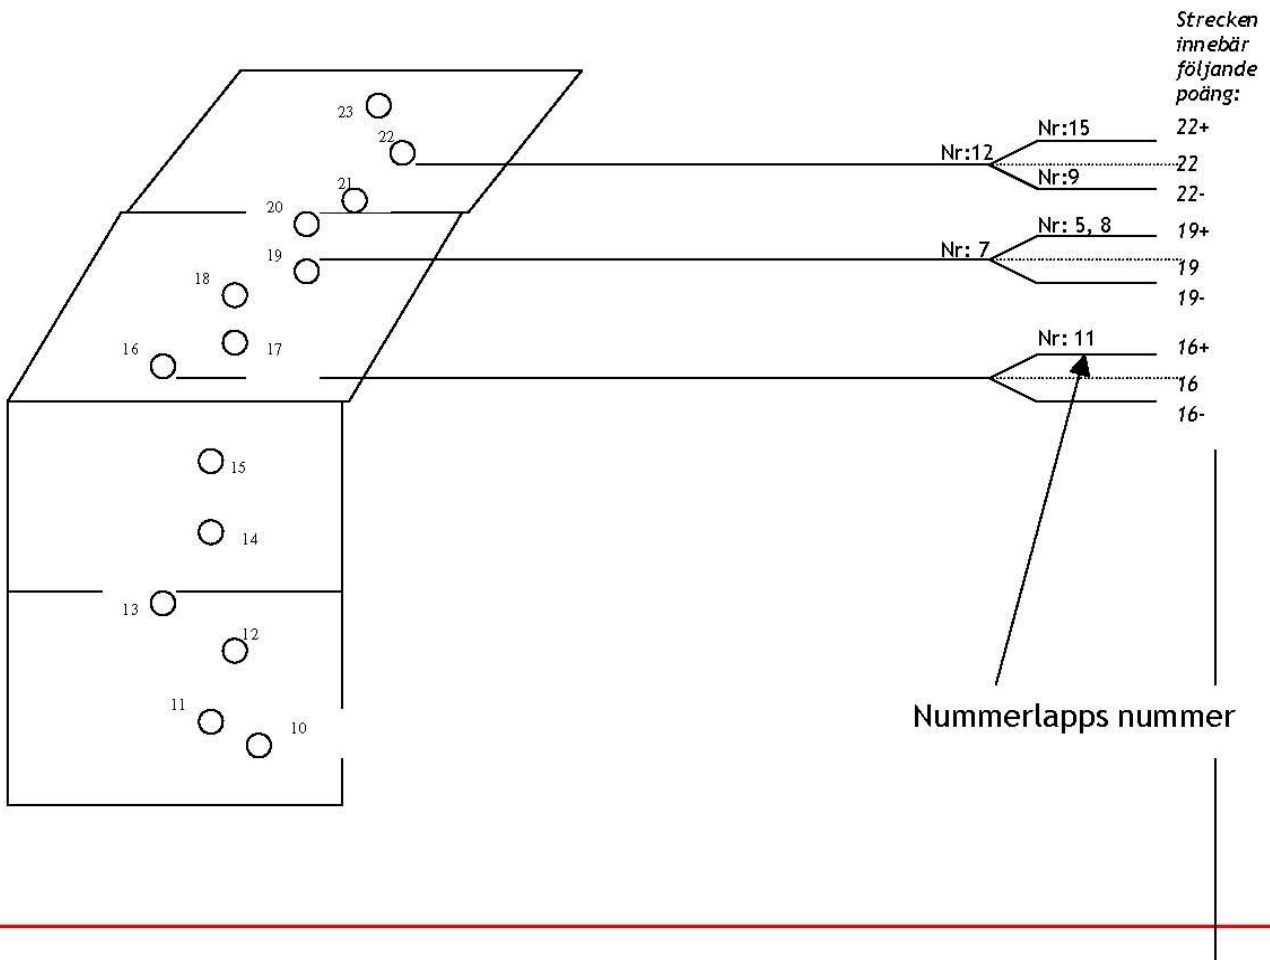 Strecken
innebär
följande
poäng:
23
22
Nr:12
Nr:15
22+
22
Nr:9
22-
21
20
Nr: 5, 8
19+
19
Nr: 7
19
19-
18
16
17
Nr: 11
16+
16
16-
15
14
13
12
11
10
Nummerlapps nummer